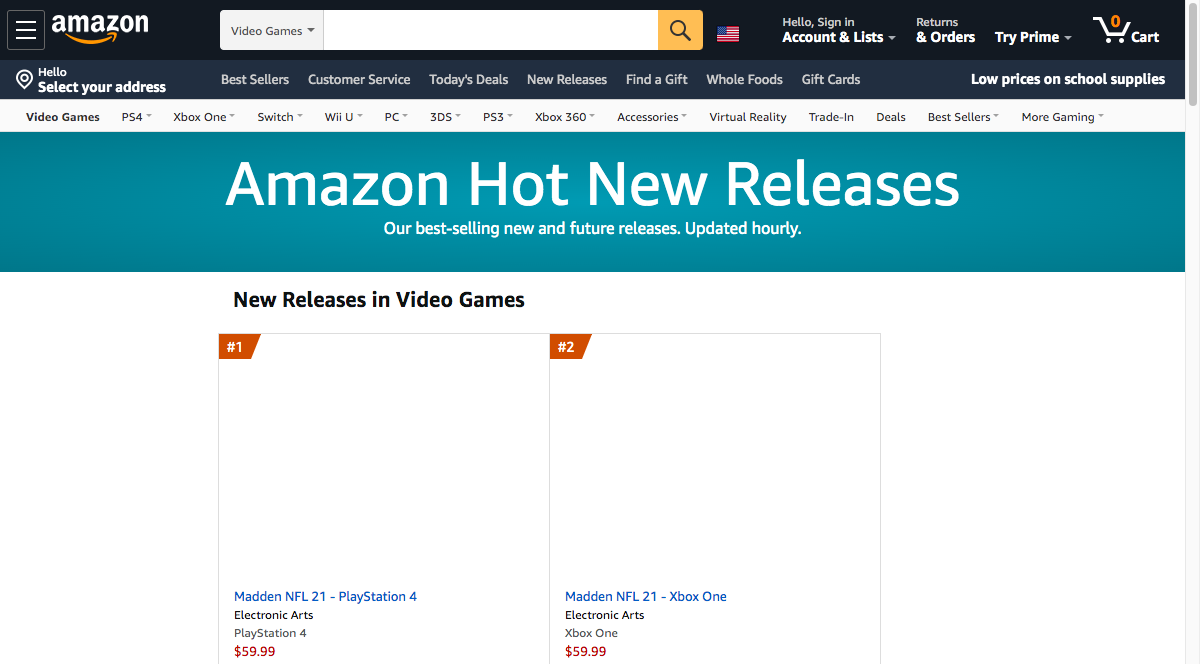 amazon
Video Games
Hello, Sign in
Account & Lists
Returns
& Orders
Try Prime
0
Cart
Hello
Select your address
Best Sellers Customer Service Today's Deals New Releases Find a Gift Whole Foods Gift Cards
Low prices on school supplies
Video Games PS4 Xbox One Switch Wii U PC 3DS PS3 Xbox 360 Accessories Virtual Reality Trade-In Deals Best Sellers More Gaming
Amazon Hot New Releases
Our best-selling new and future releases. Updated hourly.
New Releases in Video Games
#1
Madden NFL 21 - PlayStation 4
Electronic Arts
PlayStation 4
$59.99
#2
Madden NFL 21 - Xbox One
Electronic Arts
Xbox One
$59.99